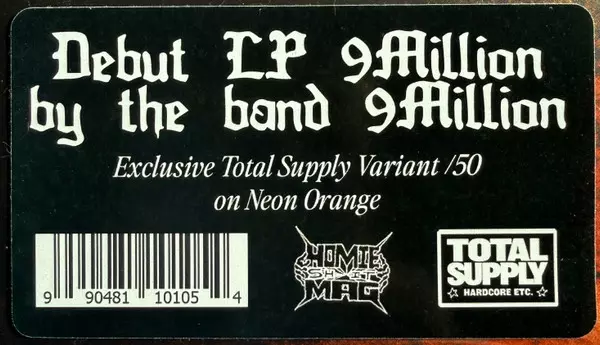 Debut LP 9Million
by the band 9Million
Exclusive Total Supply Variant /50
on Neon Orange
9 90481 10105 4
HOMIE
SHIT
MAG
TOTAL
SUPPLY
HARDCORE ETC.